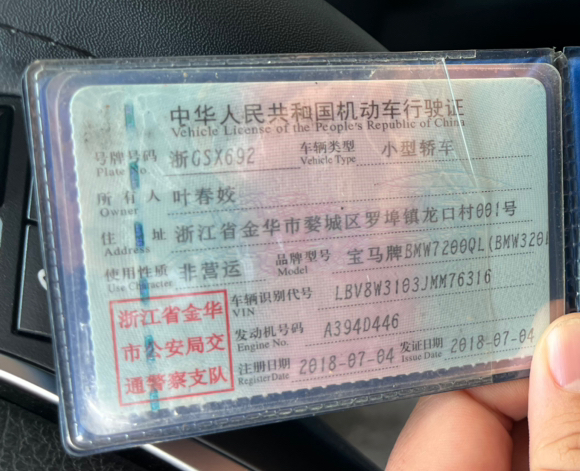 中华人民共和国机动车行驶证
Vehicle License of the People's Republic of China
号牌号码 浙GSX692 车辆类型 小型轿车
Plate No. Vehicle Type
所有人 叶春姣
Owner
住址 浙江省金华市婺城区罗埠镇龙口村001号
Address
使用性质 非营运 品牌型号 宝马牌BMW7200QL(BMW320i
Use Character Model
浙江省金华
市公安局交
通警察支队
车辆识别代号 LBV8W3103JMM76316
VIN
发动机号码 A394D446
Engine No.
注册日期 2018-07-04 发证日期 2018-07-04
Register Date Issue Date